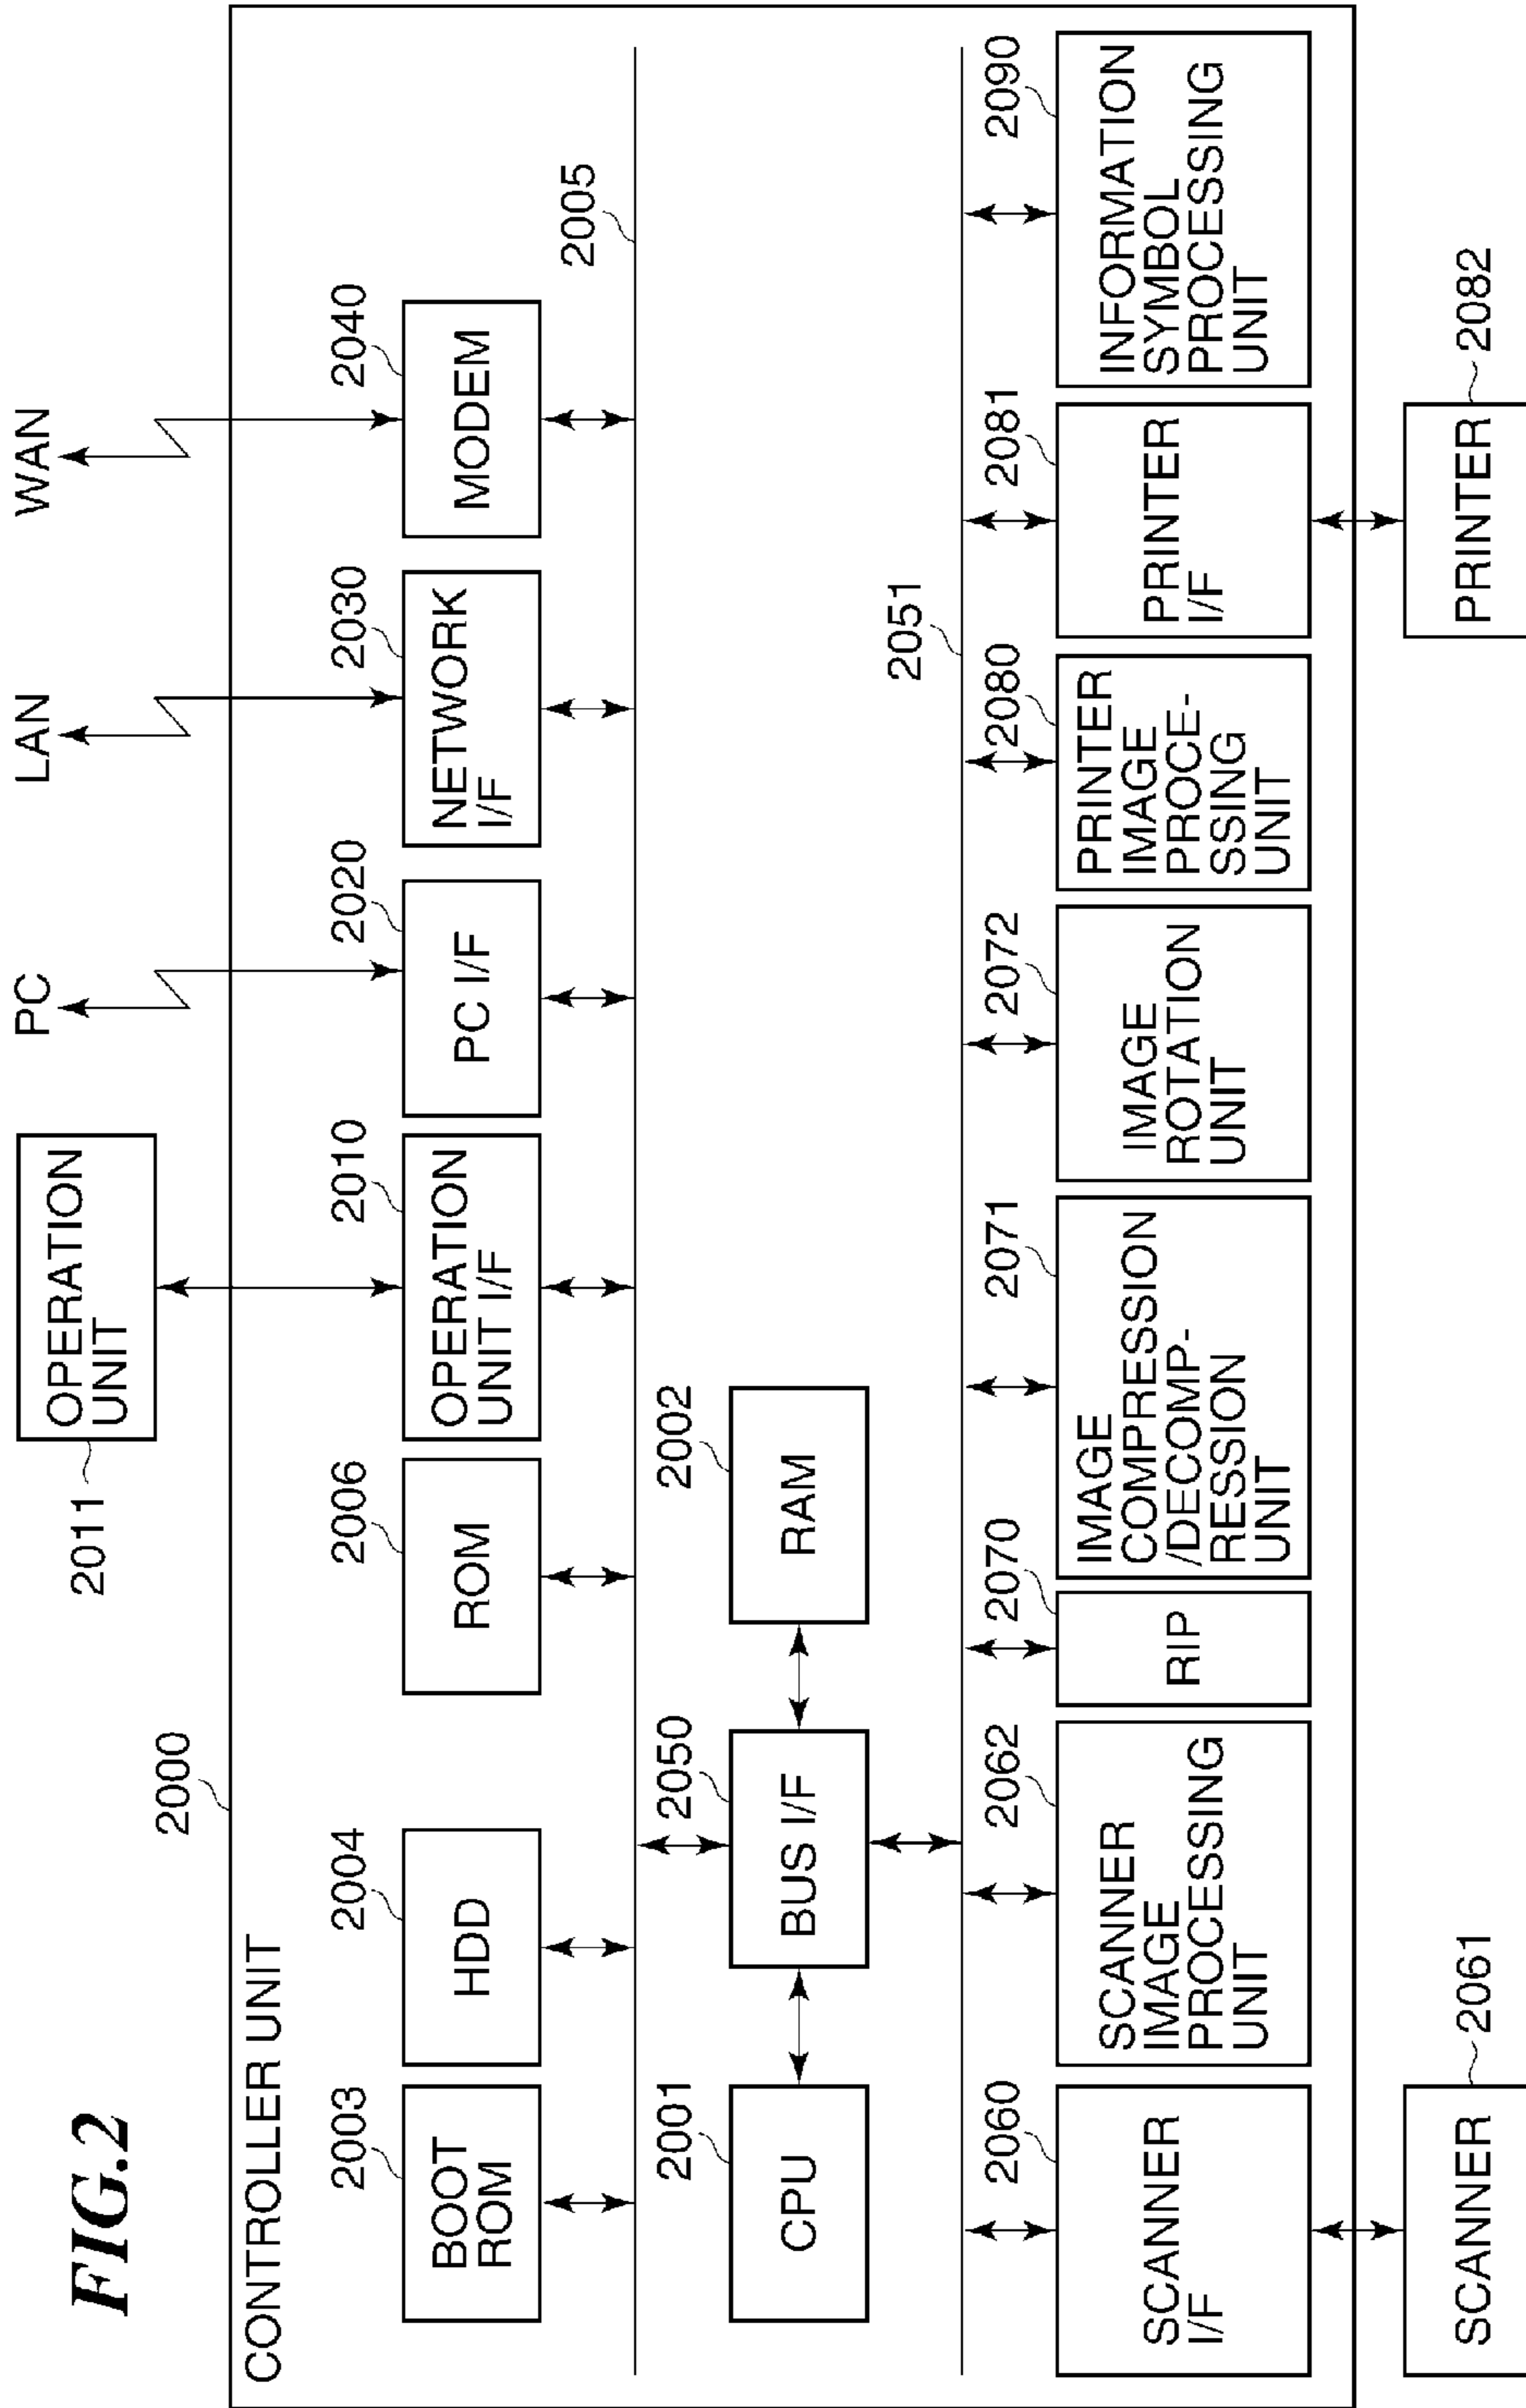 FIG.2
2011
OPERATION
UNIT
PC
LAN
WAN
2000
CONTROLLER UNIT
2003
BOOT
ROM
2004
HDD
2006
ROM
2010
OPERATION
UNIT I/F
2020
PC I/F
2030
NETWORK
I/F
2040
MODEM
2005
2001
CPU
2050
BUS I/F
2002
RAM
2051
2060
SCANNER
I/F
2062
SCANNER
IMAGE
PROCESSING
UNIT
2070
RIP
2071
IMAGE
COMPRESSION
/DECOMP-
RESSION
UNIT
2072
IMAGE
ROTATION
UNIT
2080
PRINTER
IMAGE
PROCE-
SSING
UNIT
2081
PRINTER
I/F
2090
INFORMATION
SYMBOL
PROCESSING
UNIT
SCANNER
2061
PRINTER
2082